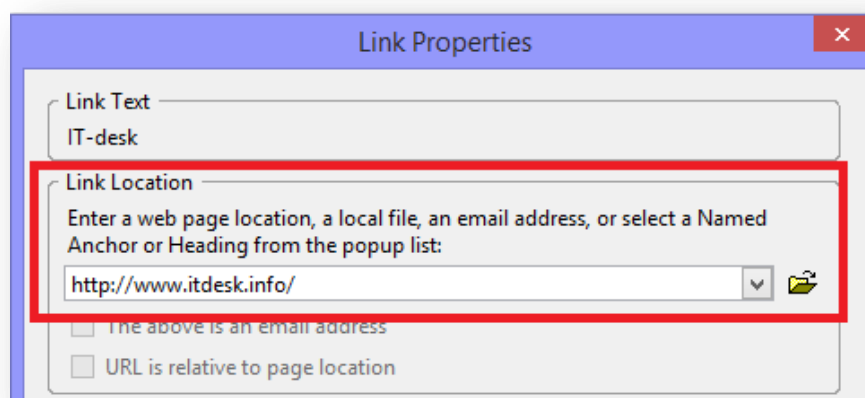 Link Properties
Link Text
IT-desk
Link Location
Enter a web page location, a local file, an email address, or select a Named
Anchor or Heading from the popup list:
http://www.itdesk.info/
The above is an email address
URL is relative to page location